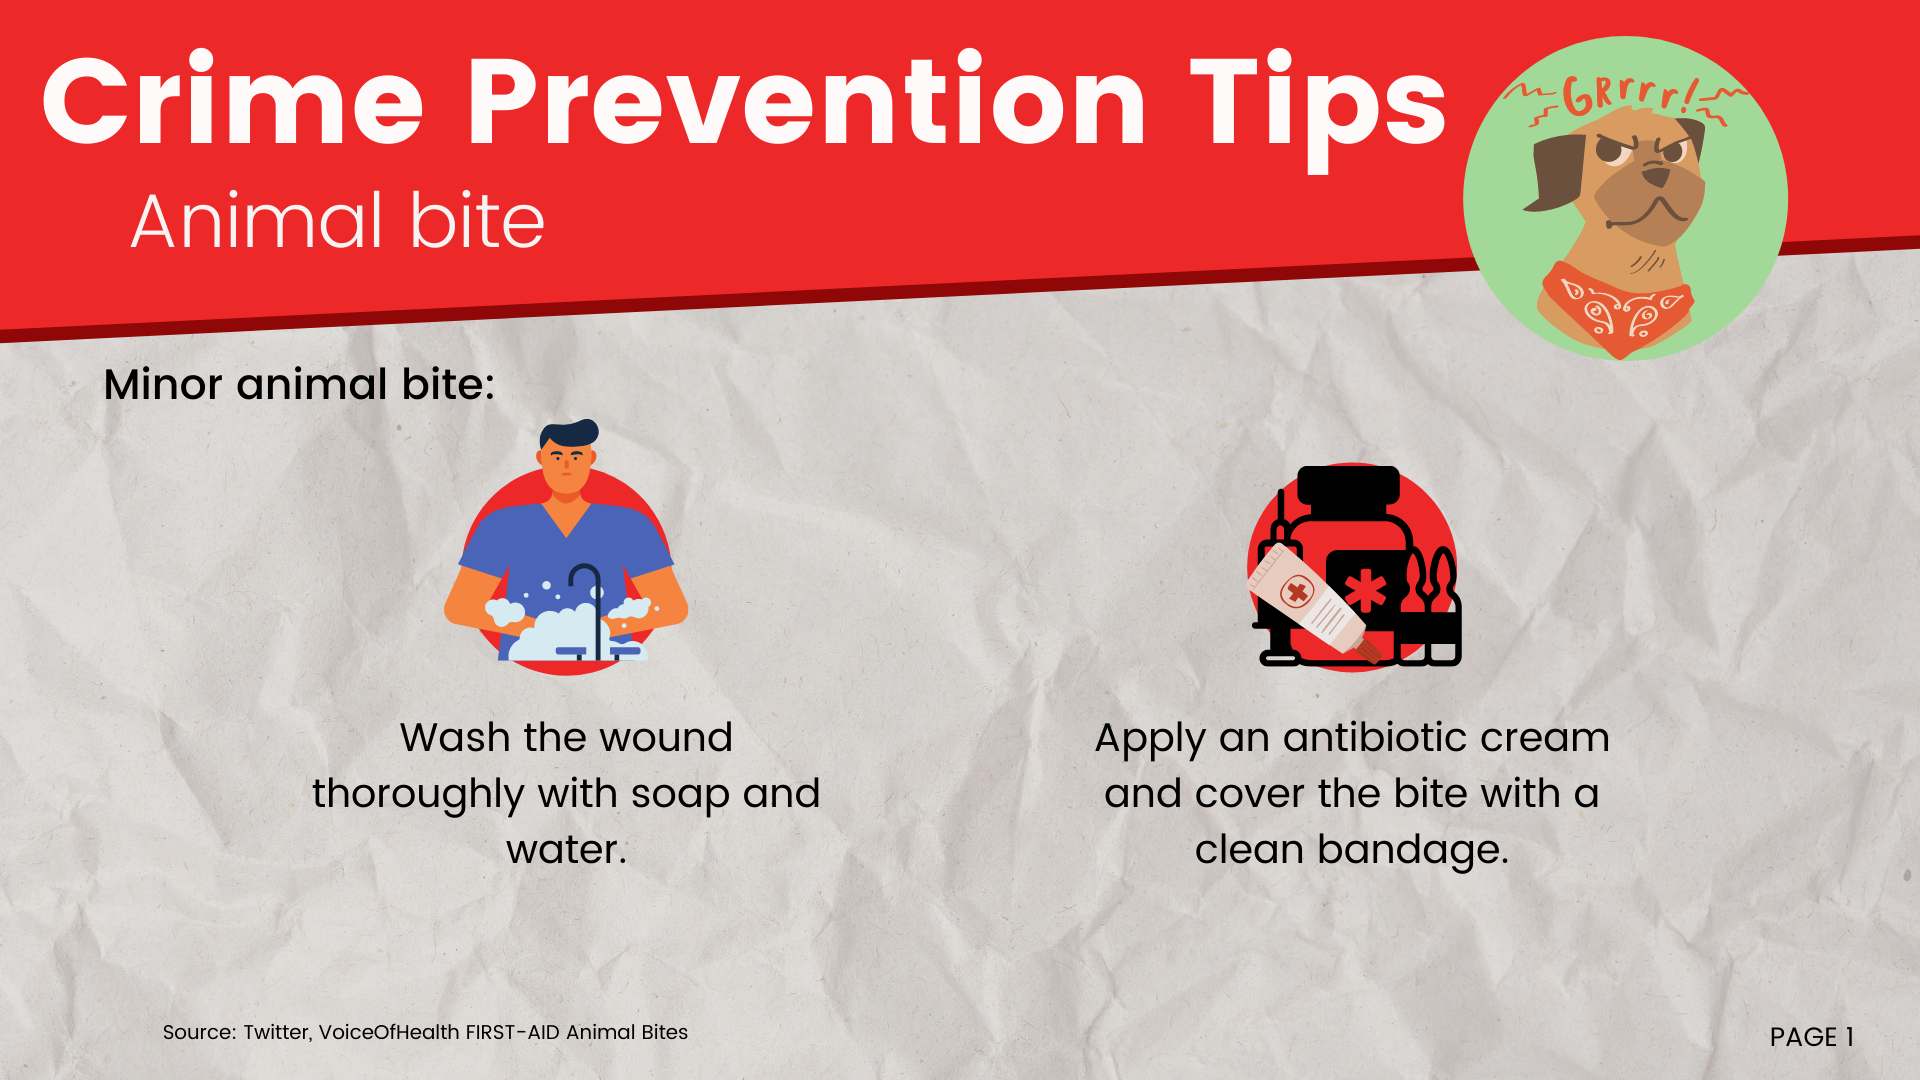 Crime Prevention Tips
GRrrr!
Animal bite
Minor animal bite:
Wash the wound
thoroughly with soap and
water.
Apply an antibiotic cream
and cover the bite with a
clean bandage.
Source: Twitter, VoiceOfHealth FIRST-AID Animal Bites
PAGE 1